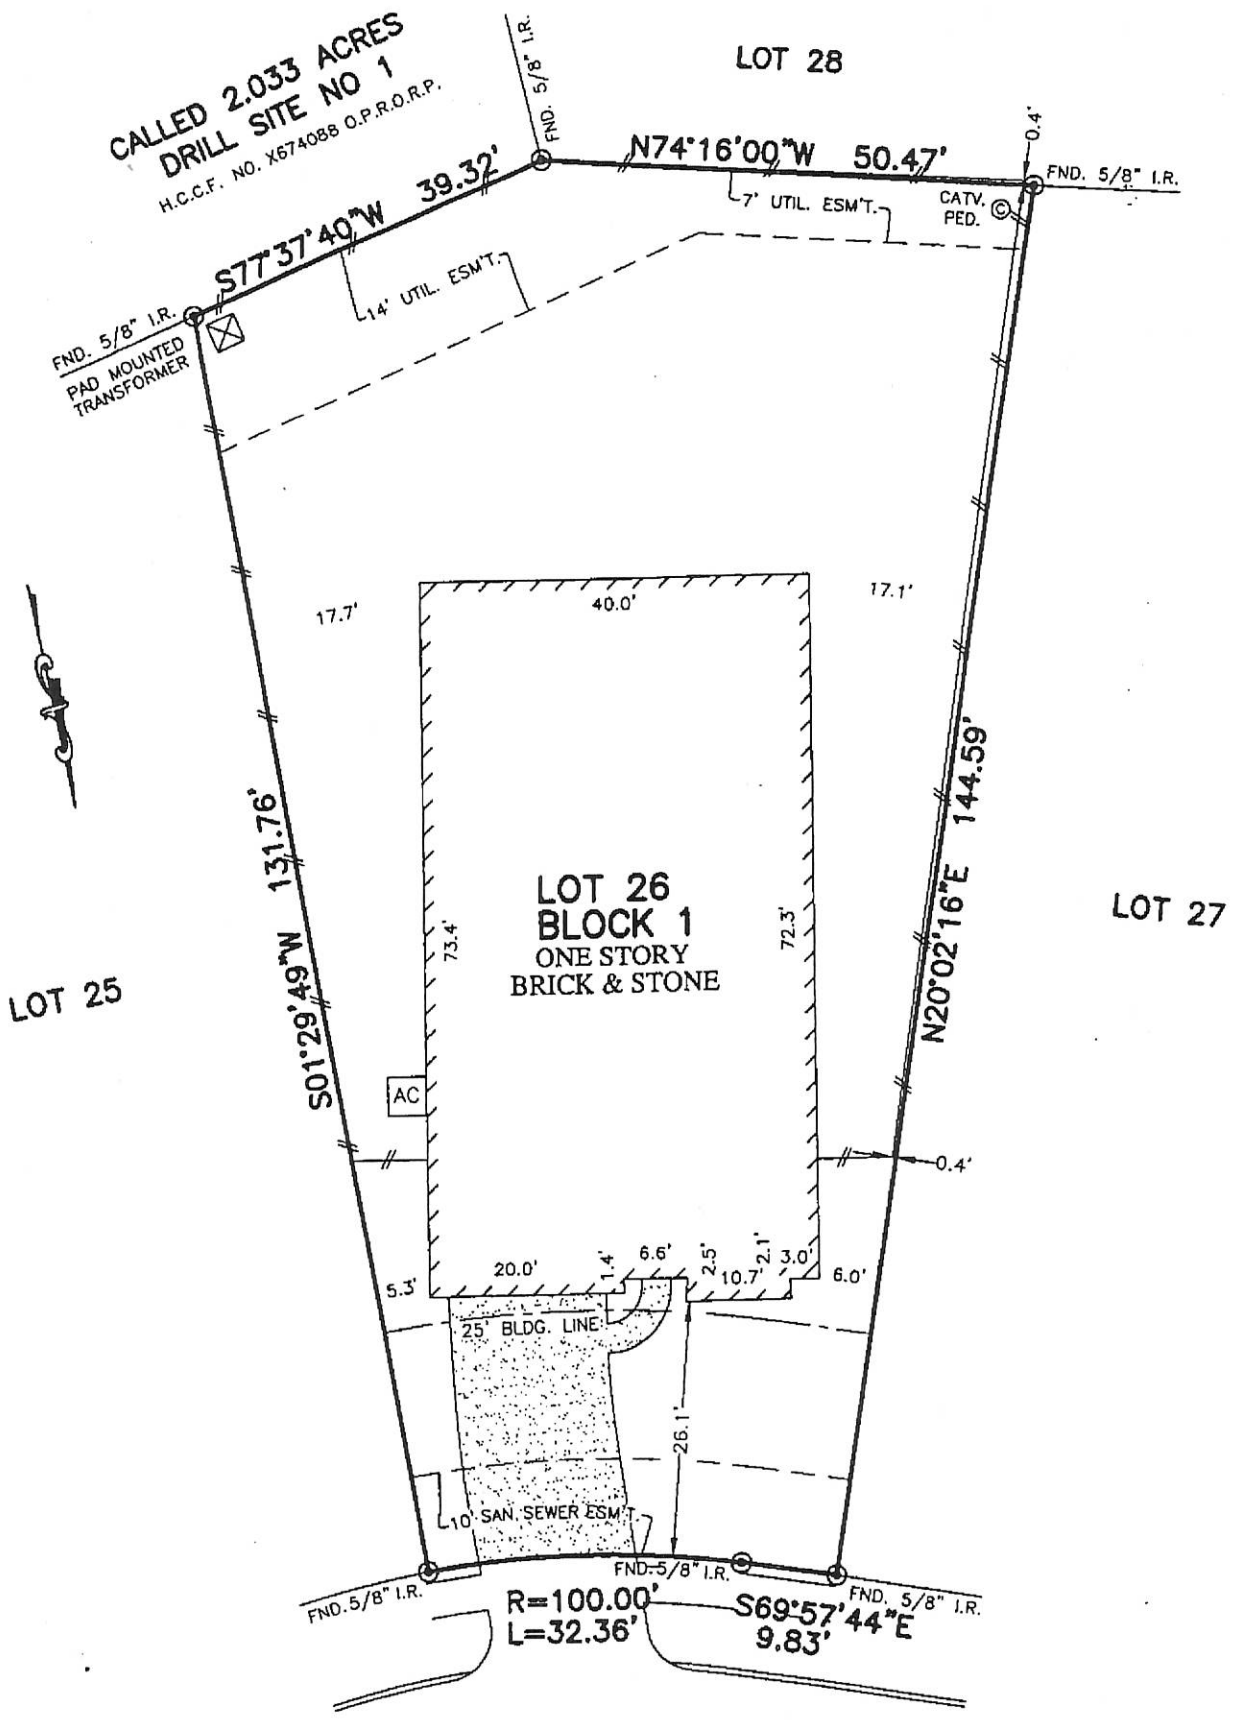 CALLED 2.033 ACRES
DRILL SITE NO 1
H.C.C.F. NO. X674088 O.P.R.O.R.P.
FND. 5/8" I.R.
LOT 28
0.4'
S77°37'40"W 39.32'
N74°16'00"W 50.47'
FND. 5/8" I.R.
7' UTIL. ESM'T.
CATV.
PED.
C
14' UTIL. ESM'T.
FND. 5/8" I.R.
PAD MOUNTED
TRANSFORMER
17.7'
40.0'
17.1'
S01°29'49"W 131.76'
73.4'
LOT 26
BLOCK 1
ONE STORY
BRICK & STONE
72.3'
N20°02'16"E 144.59'
LOT 25
LOT 27
AC
0.4'
5.3'
20.0'
1.4'
6.6'
2.5'
10.7'
2.1'
3.0'
6.0'
25' BLDG. LINE
26.1'
10' SAN. SEWER ESM'T.
FND. 5/8" I.R.
FND. 5/8" I.R.
FND. 5/8" I.R.
R=100.00'
L=32.36'
S69°57'44"E
9.83'